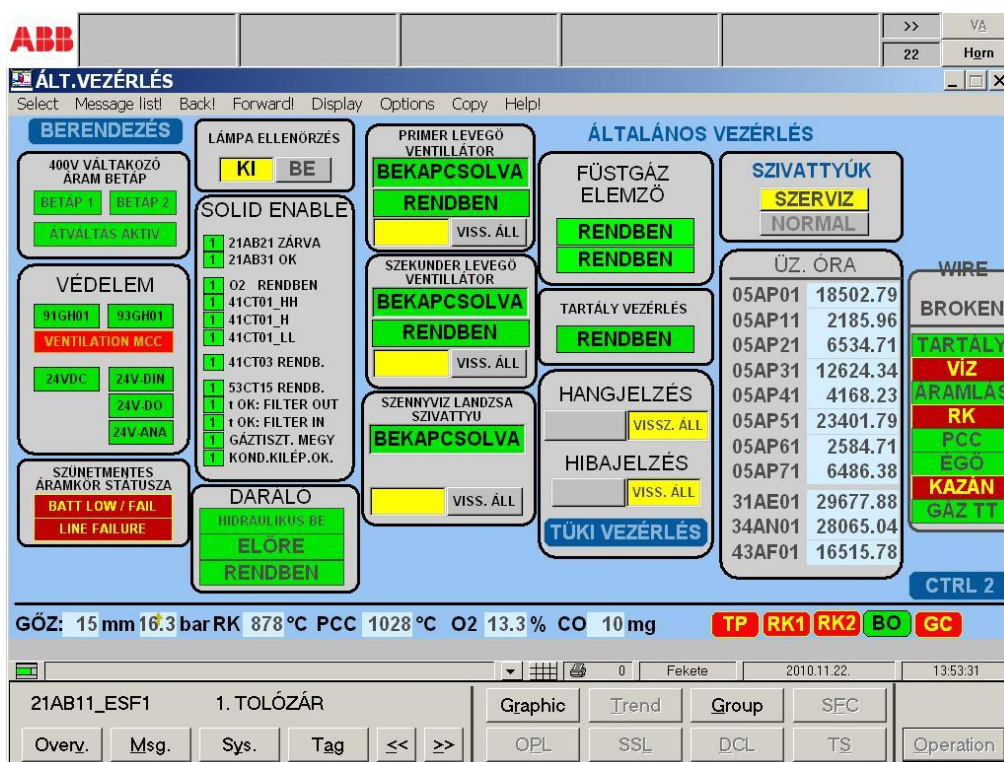 ABB
>>
VA
22
Horn
ÁLT.VEZÉRLÉS
Select Message list! Back! Forward! Display Options Copy Help!
BERENDEZÉS
400V VÁLTAKOZÓ
ÁRAM BETÁP
BETÁP 1 BETÁP 2
ÁTVÁLTÁS AKTIV
VÉDELEM
91GH01 93GH01
VENTILATION MCC
24VDC 24V-DIN
24V-DO
24V-ANA
SZÜNETMENTES
ÁRAMKÖR STÁTUSZA
BATT LOW / FAIL
LINE FAILURE
LÁMPA ELLENÖRZÉS
KI BE
SOLID ENABLE
1 21AB21 ZÁRVA
1 21AB31 OK
1 O2 RENDBEN
1 41CT01_HH
1 41CT01_H
1 41CT01_LL
1 41CT03 RENDB.
1 53CT15 RENDB.
1 t OK: FILTER OUT
1 t OK: FILTER IN
1 GÁZTISZT. MEGY
1 KOND.KILÉP.OK.
DARÁLÓ
HIDRAULIKUS BE
ELÖRE
RENDBEN
PRIMER LEVEGÖ
VENTILLÁTOR
BEKAPCSOLVA
RENDBEN
VISS. ÁLL
SZEKUNDER LEVEGÖ
VENTILLÁTOR
BEKAPCSOLVA
RENDBEN
VISS. ÁLL
SZENNYVIZ LANDZSA
SZIVATTYU
BEKAPCSOLVA
VISS. ÁLL
ÁLTALÁNOS VEZÉRLÉS
FÜSTGÁZ
ELEMZÖ
RENDBEN
RENDBEN
TARTÁLY VEZÉRLÉS
RENDBEN
HANGJELZÉS
VISSZ. ÁLL
HIBAJELZÉS
VISS. ÁLL
TÜKI VEZÉRLÉS
SZIVATTYÚK
SZERVIZ
NORMAL
ÜZ. ÓRA
05AP01 18502.79
05AP11 2185.96
05AP21 6534.71
05AP31 12624.34
05AP41 4168.23
05AP51 23401.79
05AP61 2584.71
05AP71 6486.38
31AE01 29677.88
34AN01 28065.04
43AF01 16515.78
WIRE
BROKEN
TARTÁLY
VÍZ
ÁRAMLÁS
RK
PCC
ÉGÖ
KAZÁN
GÁZ TT
CTRL 2
GŐZ: 15 mm 16.3 bar RK 878 °C PCC 1028 °C O2 13.3 % CO 10 mg TP RK1 RK2 BO GC
0 Fekete 2010.11.22. 13:53:31
21AB11_ESF1 1. TOLÓZÁR
Graphic Trend Group SFC
Overv. Msg. Sys. Tag << >> OPL SSL DCL TS Operation